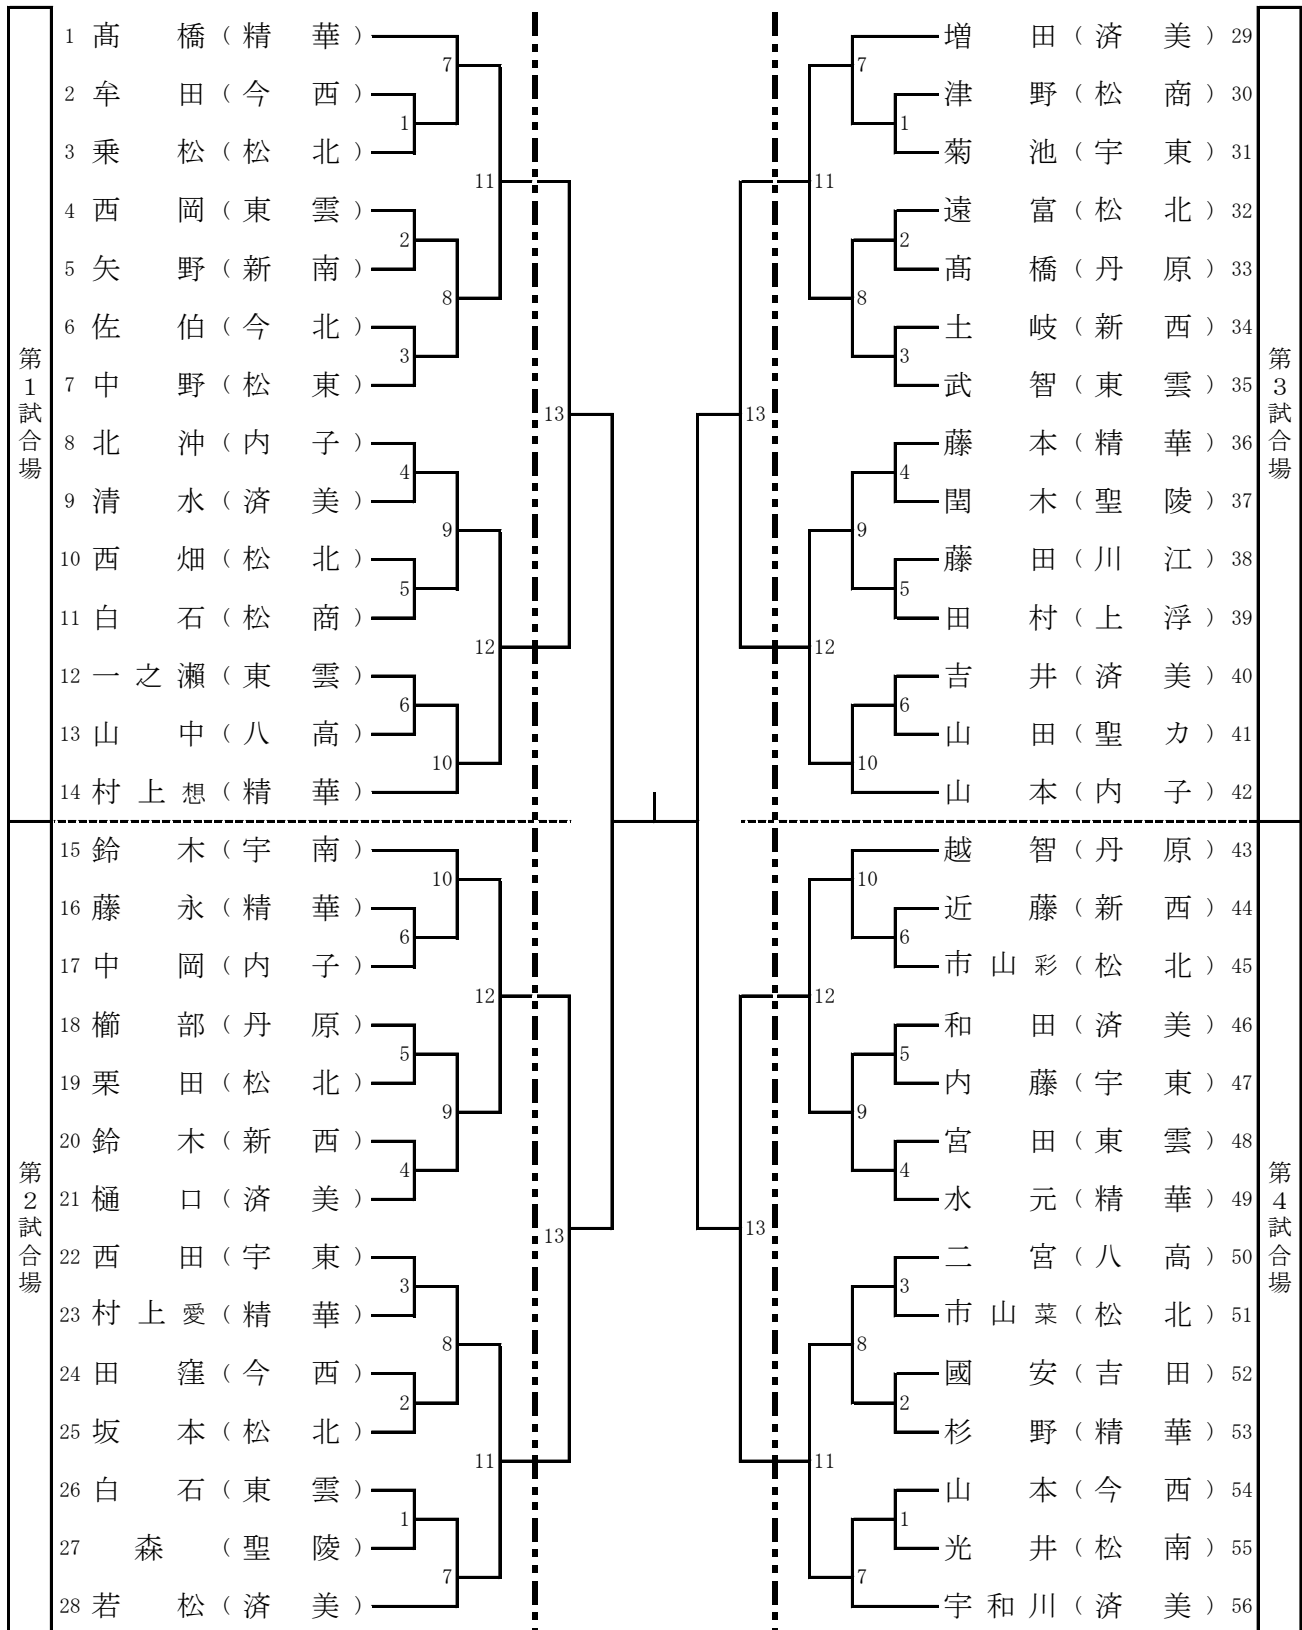 第1試合場
1 髙橋（精華）
2 牟田（今西）
3 乗松（松北）
4 西岡（東雲）
5 矢野（新南）
6 佐伯（今北）
7 中野（松東）
8 北沖（内子）
9 清水（済美）
10 西畑（松北）
11 白石（松商）
12 一之瀬（東雲）
13 山中（八高）
14 村上想（精華）
7
1
11
2
8
3
13
4
9
5
12
6
10
第2試合場
15 鈴木（宇南）
16 藤永（精華）
17 中岡（内子）
18 櫛部（丹原）
19 栗田（松北）
20 鈴木（新西）
21 樋口（済美）
22 西田（宇東）
23 村上愛（精華）
24 田窪（今西）
25 坂本（松北）
26 白石（東雲）
27 森（聖陵）
28 若松（済美）
10
6
12
5
9
4
13
3
8
2
11
1
7
第3試合場
増田（済美）29
津野（松商）30
菊池（宇東）31
遠富（松北）32
髙橋（丹原）33
土岐（新西）34
武智（東雲）35
藤本（精華）36
閏木（聖陵）37
藤田（川江）38
田村（上浮）39
吉井（済美）40
山田（聖カ）41
山本（内子）42
7
1
11
2
8
3
13
4
9
5
12
6
10
第4試合場
越智（丹原）43
近藤（新西）44
市山彩（松北）45
和田（済美）46
内藤（宇東）47
宮田（東雲）48
水元（精華）49
二宮（八高）50
市山菜（松北）51
國安（吉田）52
杉野（精華）53
山本（今西）54
光井（松南）55
宇和川（済美）56
10
6
12
5
9
4
13
3
8
2
11
1
7